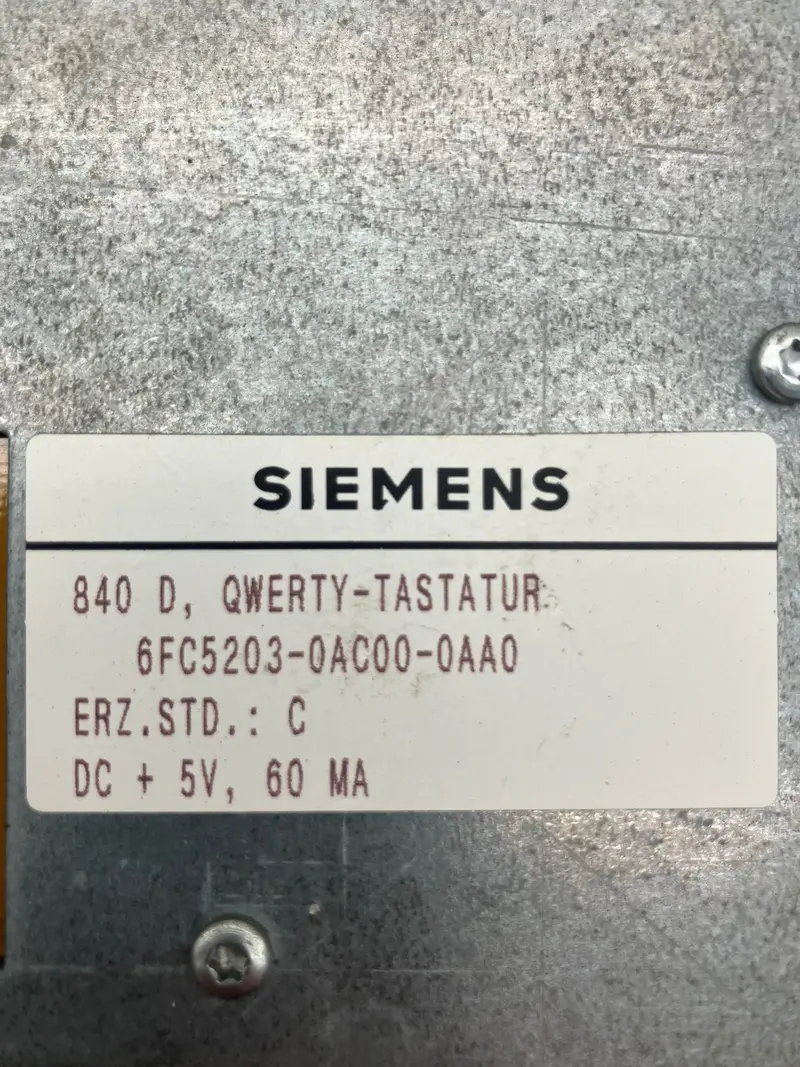 SIEMENS
840 D, QWERTY-TASTATUR
6FC5203-0AC00-0AA0
ERZ.STD.: C
DC + 5V, 60 MA